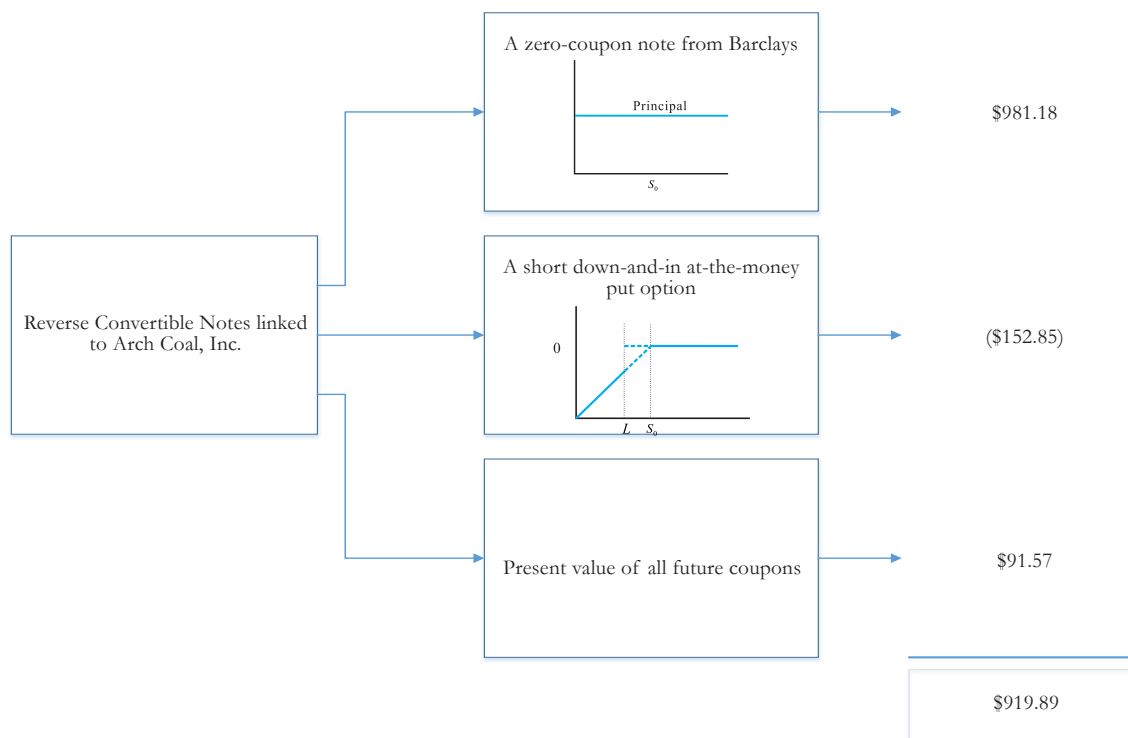 A zero-coupon note from Barclays
Principal
S₀
$981.18
Reverse Convertible Notes linked
to Arch Coal, Inc.
A short down-and-in at-the-money
put option
0
L S₀
($152.85)
Present value of all future coupons
$91.57
$919.89